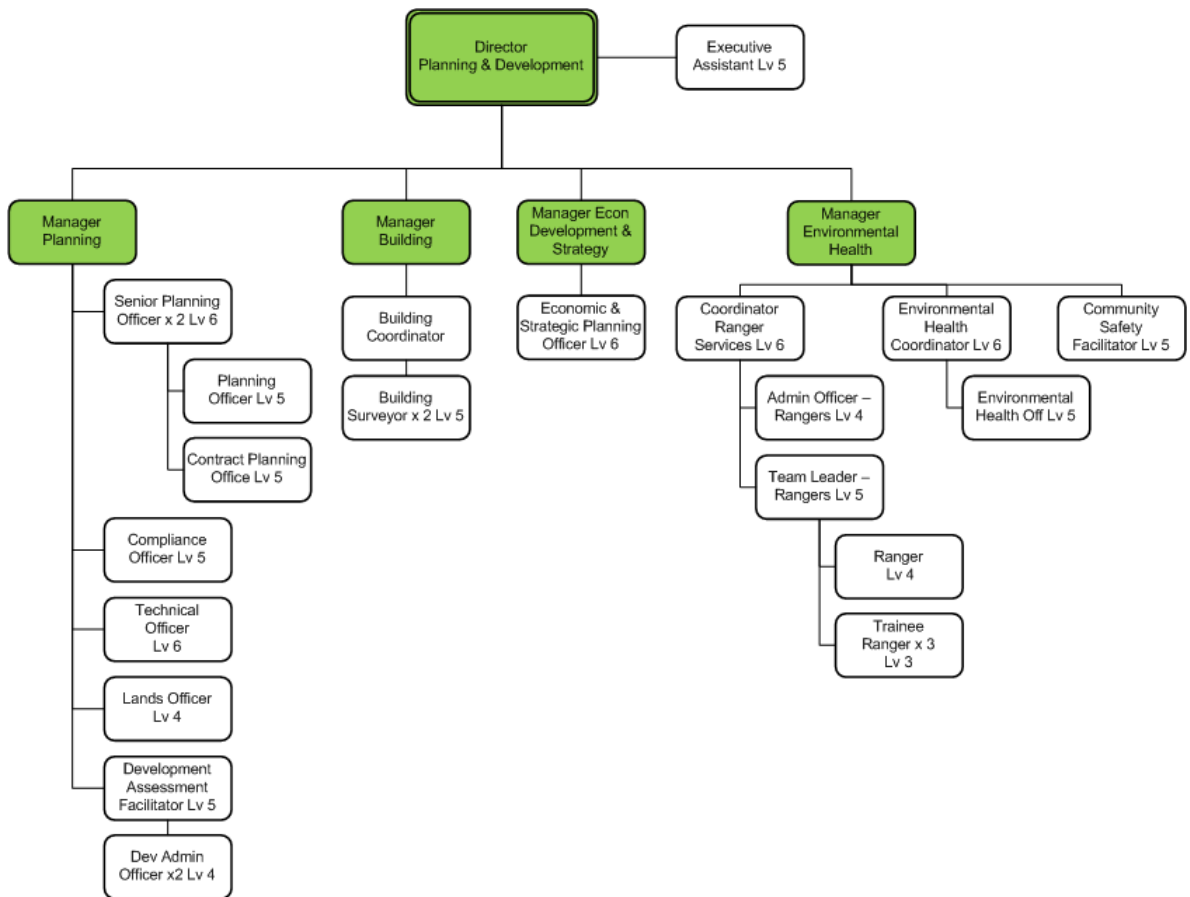 Director
Planning & Development
Executive
Assistant Lv 5
Manager
Planning
Manager
Building
Manager Econ
Development &
Strategy
Manager
Environmental
Health
Senior Planning
Officer x 2 Lv 6
Planning
Officer Lv 5
Contract Planning
Office Lv 5
Compliance
Officer Lv 5
Technical
Officer
Lv 6
Lands Officer
Lv 4
Development
Assessment
Facilitator Lv 5
Dev Admin
Officer x2 Lv 4
Building
Coordinator
Building
Surveyor x 2 Lv 5
Economic &
Strategic Planning
Officer Lv 6
Coordinator
Ranger
Services Lv 6
Admin Officer –
Rangers Lv 4
Team Leader –
Rangers Lv 5
Ranger
Lv 4
Trainee
Ranger x 3
Lv 3
Environmental
Health
Coordinator Lv 6
Environmental
Health Off Lv 5
Community
Safety
Facilitator Lv 5